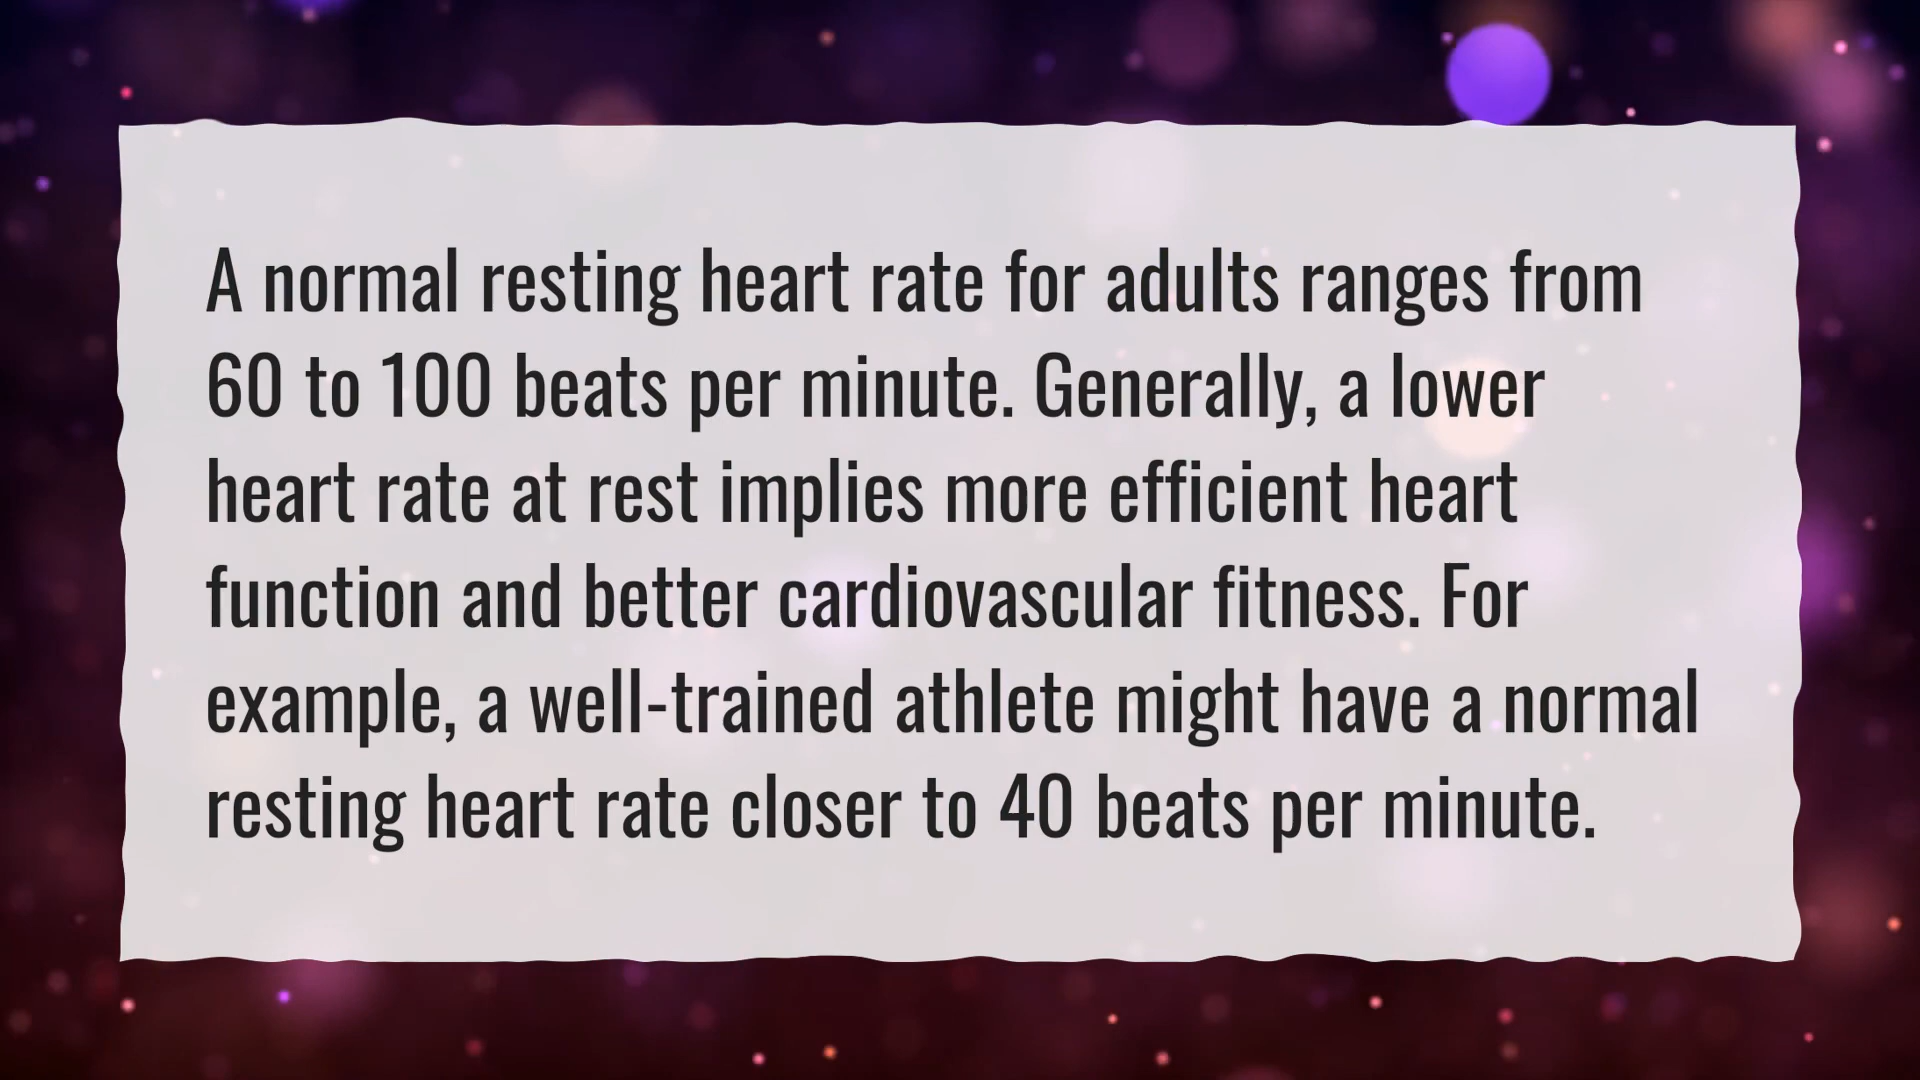 A normal resting heart rate for adults ranges from
60 to 100 beats per minute. Generally, a lower
heart rate at rest implies more efficient heart
function and better cardiovascular fitness. For
example, a well-trained athlete might have a normal
resting heart rate closer to 40 beats per minute.